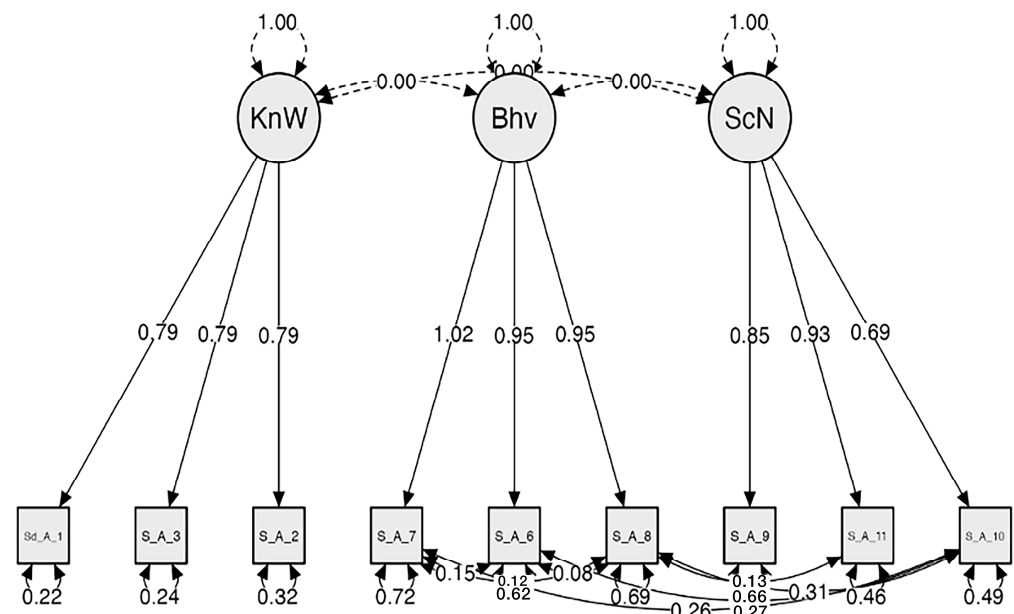 1.00 1.00 1.00
0.00 0.00 0.00
KnW Bhv ScN
0.79 0.79 0.79 1.02 0.95 0.95 0.85 0.93 0.69
Sd_A_1 S_A_3 S_A_2 S_A_7 S_A_6 S_A_8 S_A_9 S_A_11 S_A_10
0.15 0.12 0.08 0.13
0.22 0.24 0.32 0.72 0.62 0.69 0.66 0.31 0.46 0.49
0.26 0.27